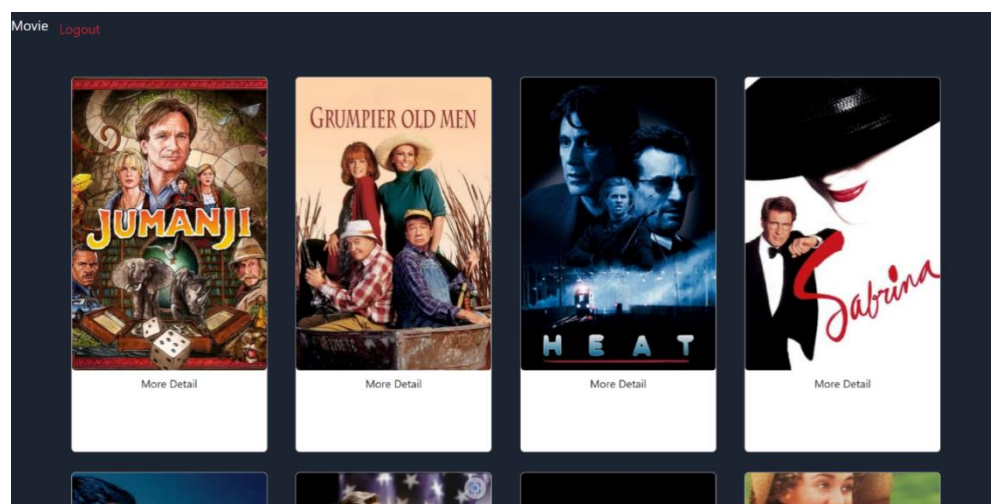 Movie Logout
JUMANJI
GRUMPIER OLD MEN
HEAT
Sabrina
More Detail
More Detail
More Detail
More Detail